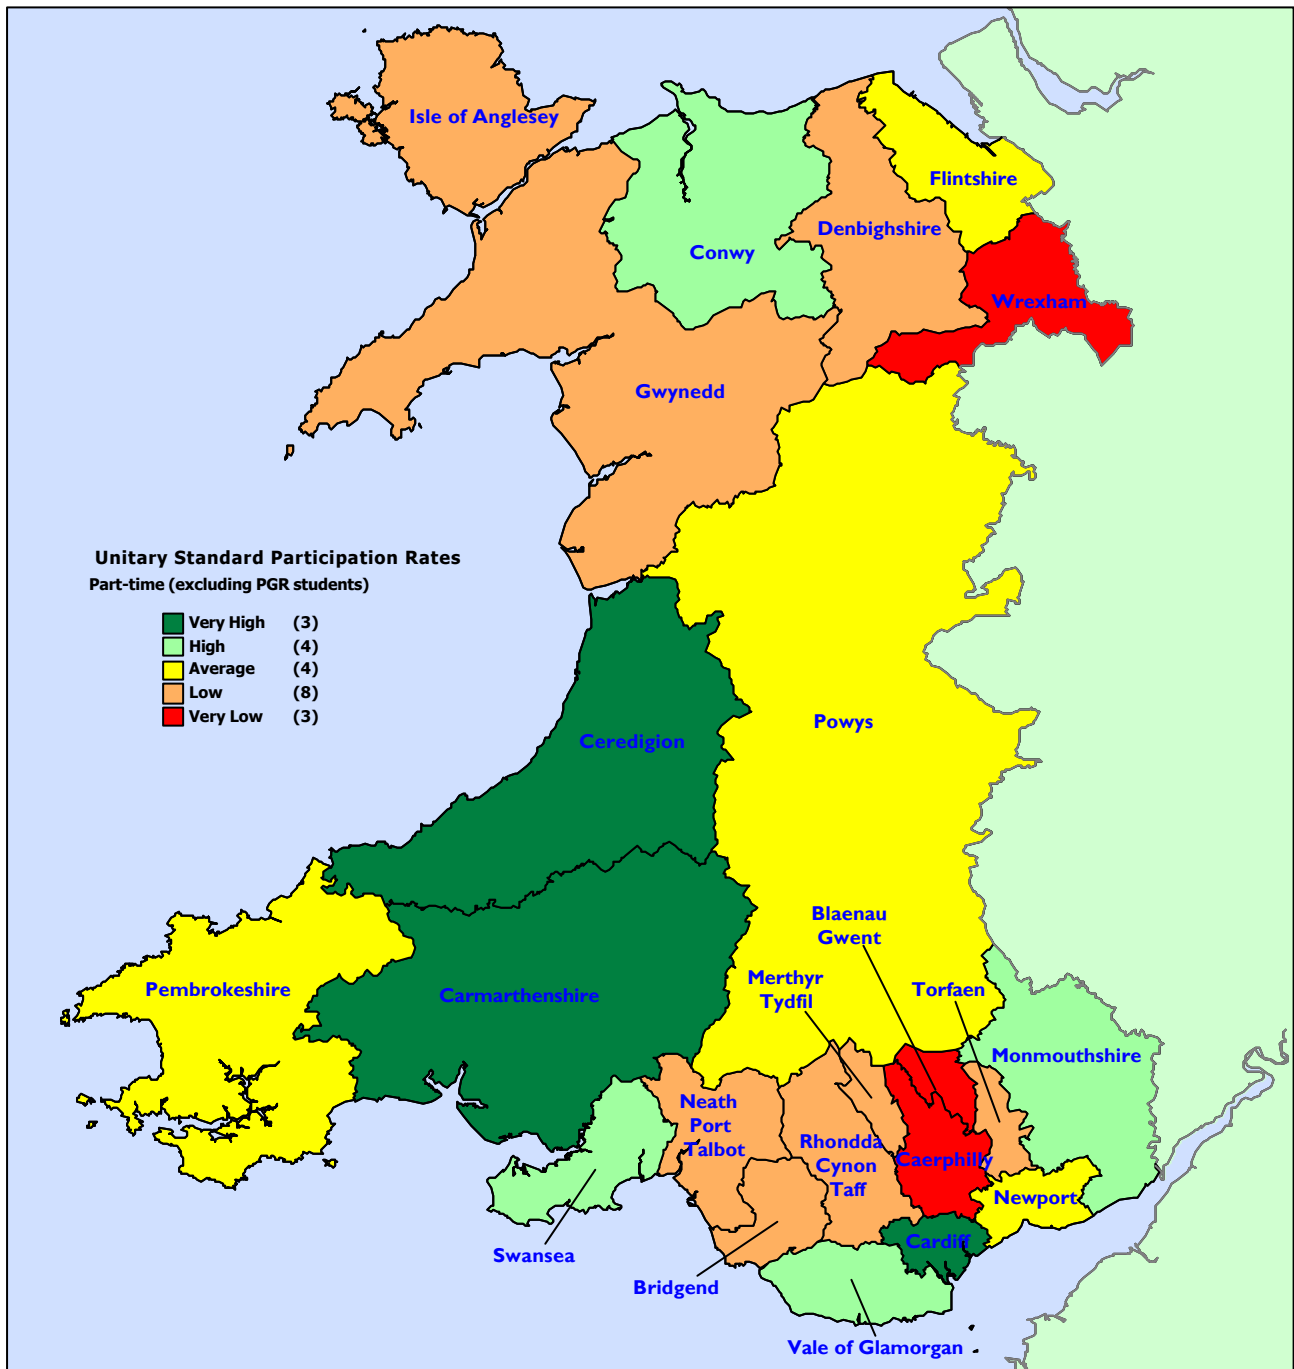 Isle of Anglesey
Flintshire
Denbighshire
Conwy
Wrexham
Gwynedd
Unitary Standard Participation Rates
Part-time (excluding PGR students)
Very High (3)
High (4)
Average (4)
Low (8)
Very Low (3)
Powys
Ceredigion
Blaenau
Gwent
Merthyr
Tydfil
Torfaen
Pembrokeshire
Carmarthenshire
Monmouthshire
Neath
Port
Talbot
Rhondda
Cynon
Taff
Caerphilly
Newport
Cardiff
Swansea
Bridgend
Vale of Glamorgan